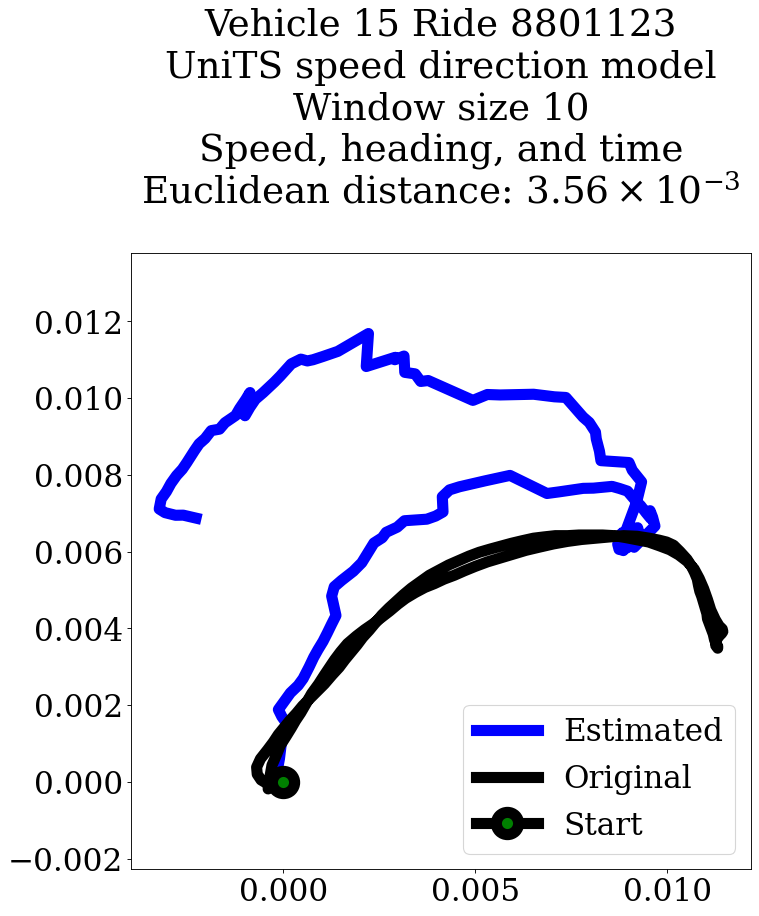 Vehicle 15 Ride 8801123
UniTS speed direction model
Window size 10
Speed, heading, and time
Euclidean distance: 3.56 × 10⁻³
0.012
0.010
0.008
0.006
0.004
0.002
0.000
−0.002
Estimated
Original
Start
0.000 0.005 0.010